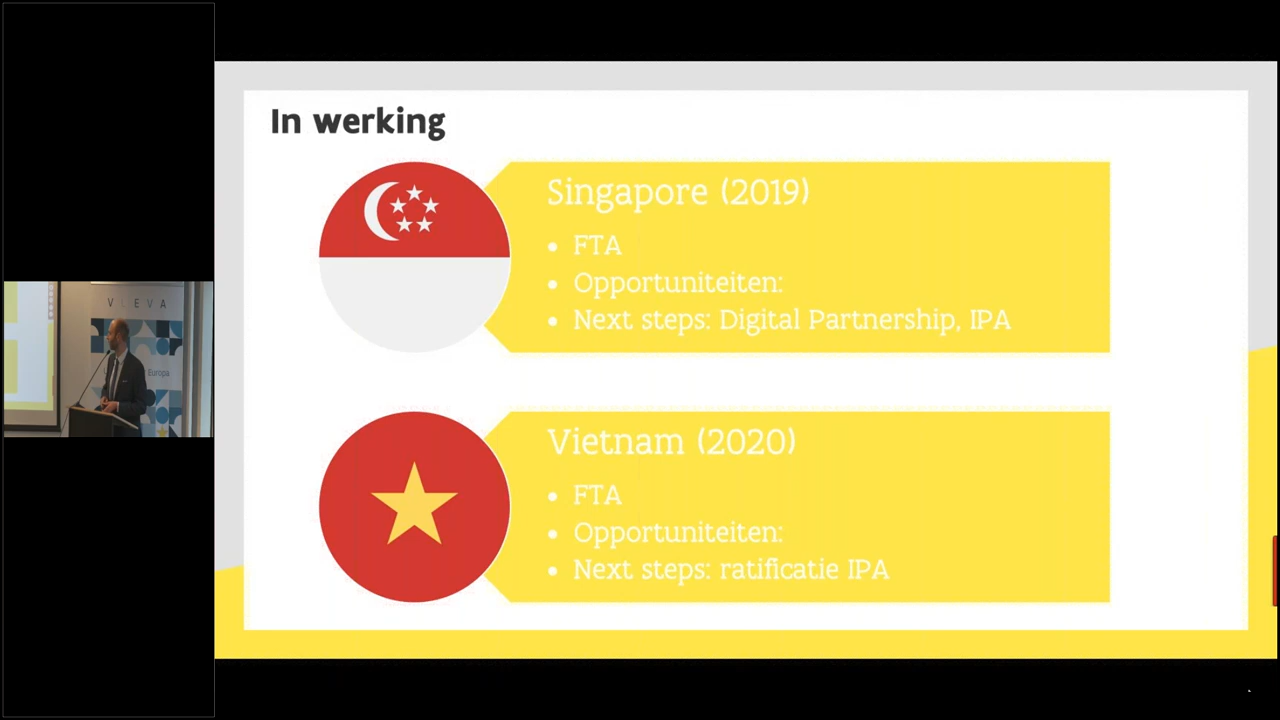 In werking
Singapore (2019)
• FTA
• Opportuniteiten:
• Next steps: Digital Partnership, IPA
Vietnam (2020)
• FTA
• Opportuniteiten:
• Next steps: ratificatie IPA
VLEVA
Europa